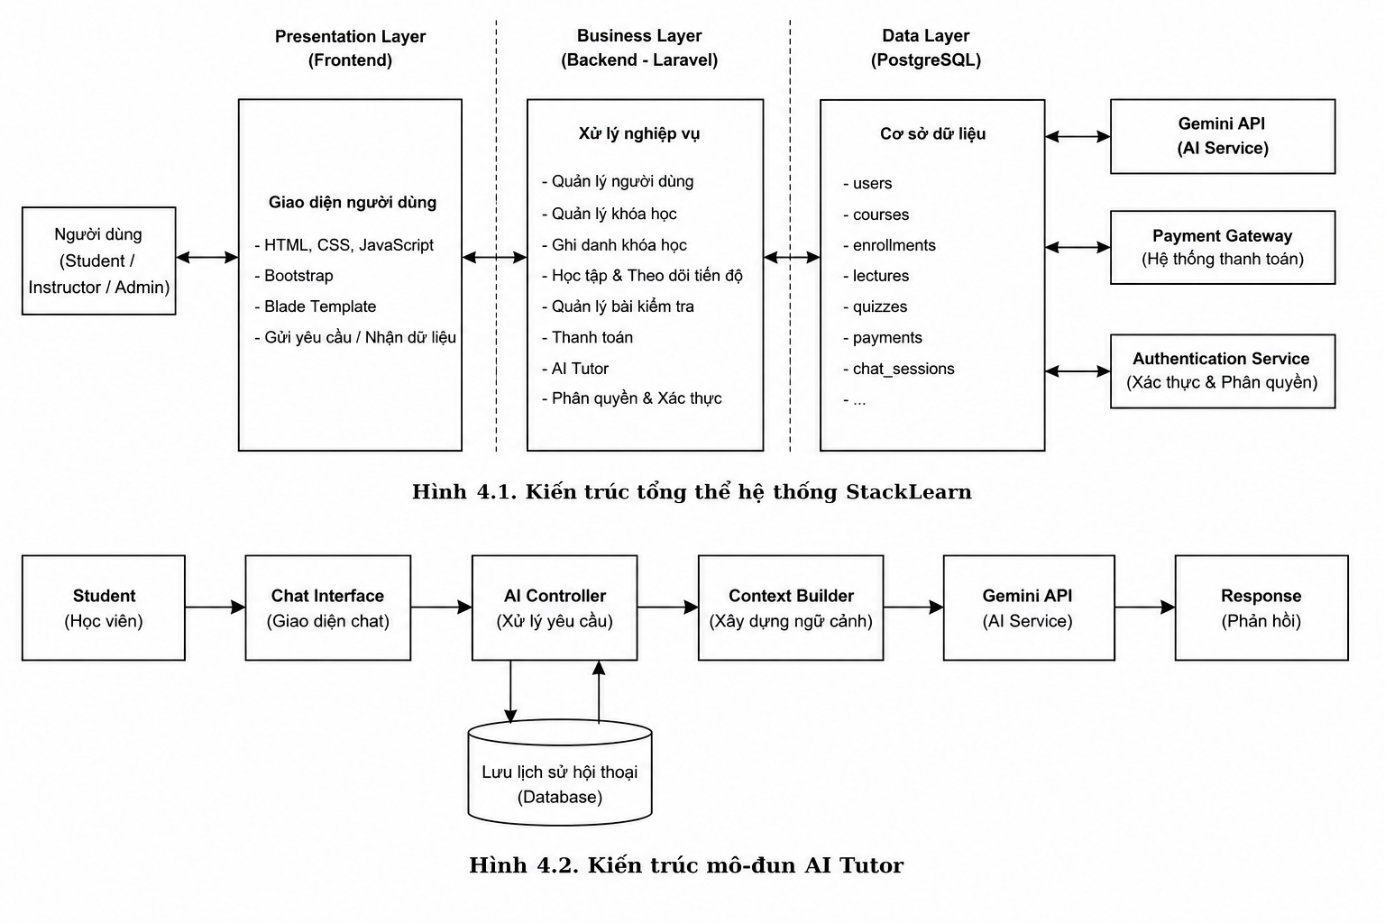 Presentation Layer
(Frontend)
Business Layer
(Backend - Laravel)
Data Layer
(PostgreSQL)
Người dùng
(Student /
Instructor / Admin)
Giao diện người dùng
- HTML, CSS, JavaScript
- Bootstrap
- Blade Template
- Gửi yêu cầu / Nhận dữ liệu
Xử lý nghiệp vụ
- Quản lý người dùng
- Quản lý khóa học
- Ghi danh khóa học
- Học tập & Theo dõi tiến độ
- Quản lý bài kiểm tra
- Thanh toán
- AI Tutor
- Phân quyền & Xác thực
Cơ sở dữ liệu
- users
- courses
- enrollments
- lectures
- quizzes
- payments
- chat_sessions
- ...
Gemini API
(AI Service)
Payment Gateway
(Hệ thống thanh toán)
Authentication Service
(Xác thực & Phân quyền)
Hình 4.1. Kiến trúc tổng thể hệ thống StackLearn
Student
(Học viên)
Chat Interface
(Giao diện chat)
AI Controller
(Xử lý yêu cầu)
Context Builder
(Xây dựng ngữ cảnh)
Gemini API
(AI Service)
Response
(Phản hồi)
Lưu lịch sử hội thoại
(Database)
Hình 4.2. Kiến trúc mô-đun AI Tutor